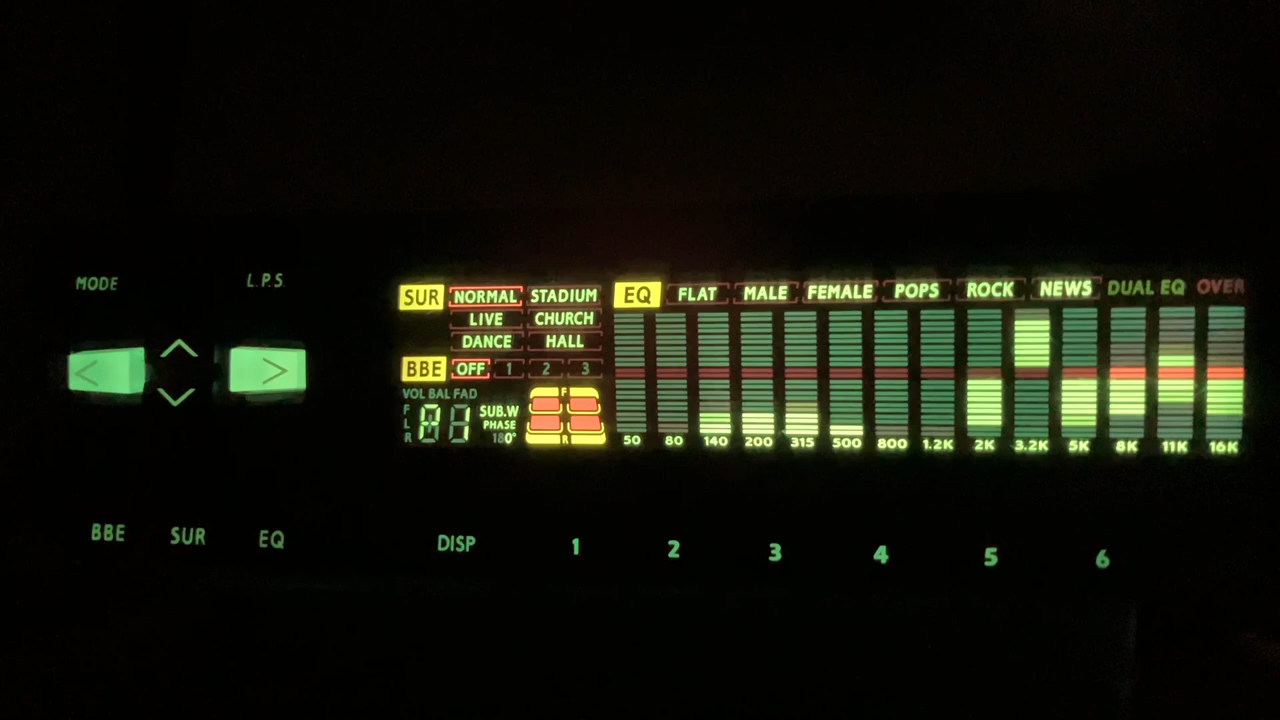 MODE L.P.S.
SUR NORMAL STADIUM EQ FLAT MALE FEMALE POPS ROCK NEWS DUAL EQ OVER
LIVE CHURCH
DANCE HALL
BBE OFF 1 2 3
VOL BAL FAD F
F SUB.W
L PHASE
R 180° R
50 80 140 200 315 500 800 1.2K 2K 3.2K 5K 8K 11K 16K
BBE SUR EQ DISP 1 2 3 4 5 6